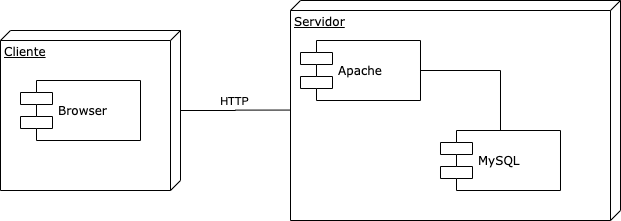 Cliente
Browser
HTTP
Servidor
Apache
MySQL